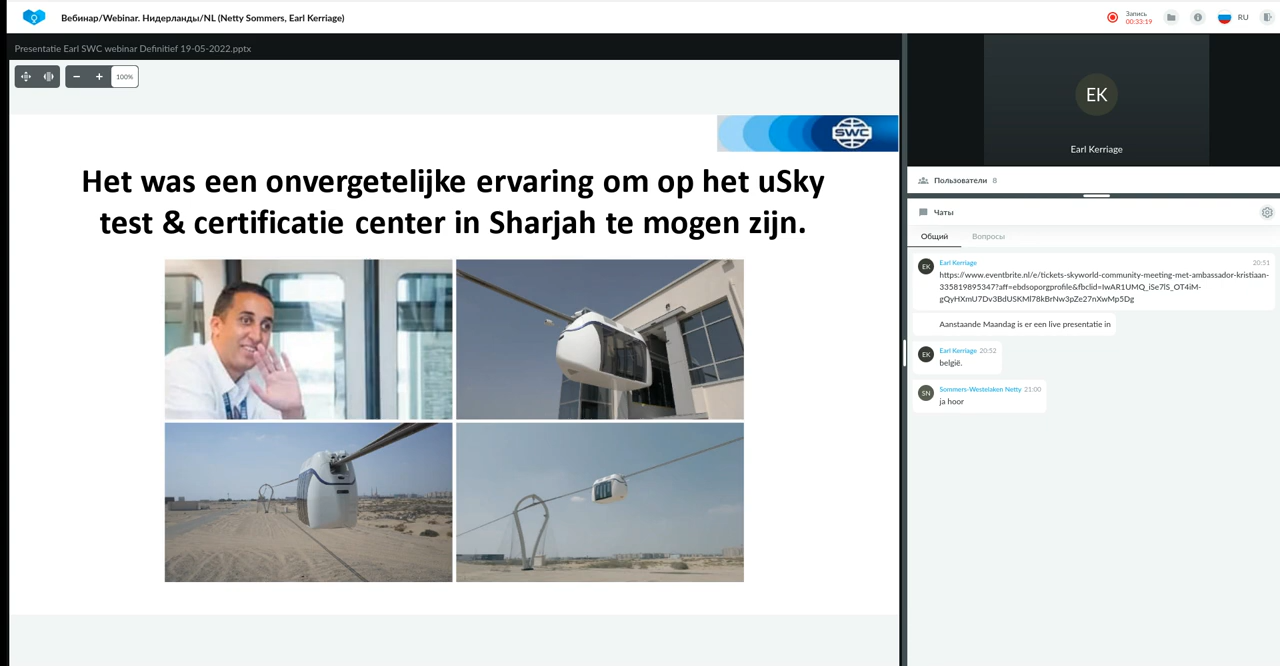 Вебинар/Webinar. Нидерланды/NL (Netty Sommers, Earl Kerriage)
Запись
00:33:19
RU
Presentatie Earl SWC webinar Definitief 19-05-2022.pptx
100%
SWC
Het was een onvergetelijke ervaring om op het uSky
test & certificatie center in Sharjah te mogen zijn.
EK
Earl Kerriage
Пользователи 8
Чаты
Общий Вопросы
EK Earl Kerriage 20:51
https://www.eventbrite.nl/e/tickets-skyworld-community-meeting-met-ambassador-kristiaan-
335819895347?aff=ebdsoporgprofile&fbclid=IwAR1UMQ_iSe7lS_OT4iM-
gQyHXmU7Dv3BdUSKMl78kBrNw3pZe27nXwMp5Dg
Aanstaande Maandag is er een live presentatie in
EK Earl Kerriage 20:52
belgië.
SN Sommers-Westelaken Netty 21:00
ja hoor